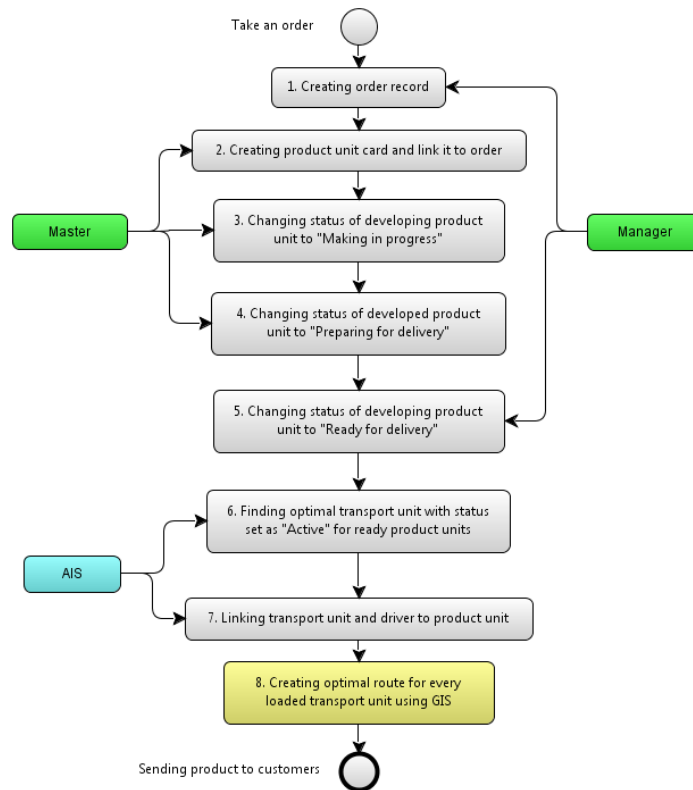 Take an order
1. Creating order record
2. Creating product unit card and link it to order
Master
3. Changing status of developing product
unit to "Making in progress"
Manager
4. Changing status of developed product
unit to "Preparing for delivery"
5. Changing status of developing product
unit to "Ready for delivery"
6. Finding optimal transport unit with status
set as "Active" for ready product units
AIS
7. Linking transport unit and driver to product unit
8. Creating optimal route for every
loaded transport unit using GIS
Sending product to customers